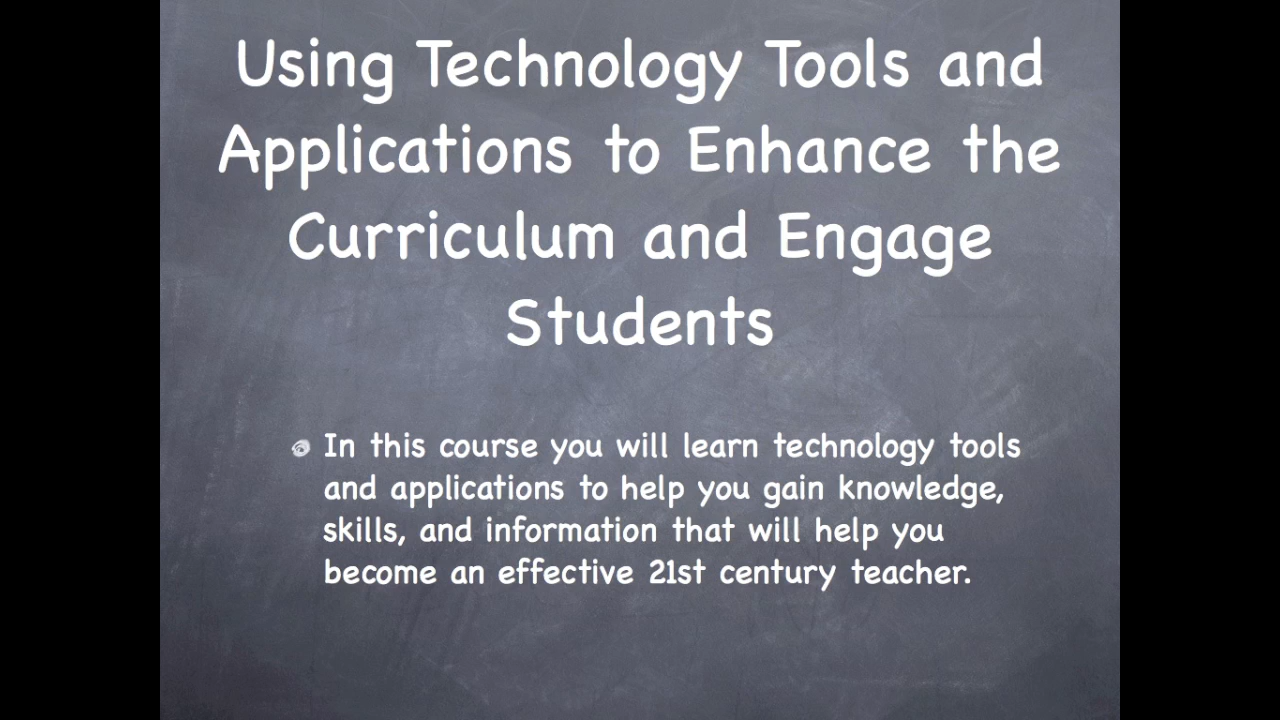 Using Technology Tools and
Applications to Enhance the
Curriculum and Engage
Students
In this course you will learn technology tools
and applications to help you gain knowledge,
skills, and information that will help you
become an effective 21st century teacher.